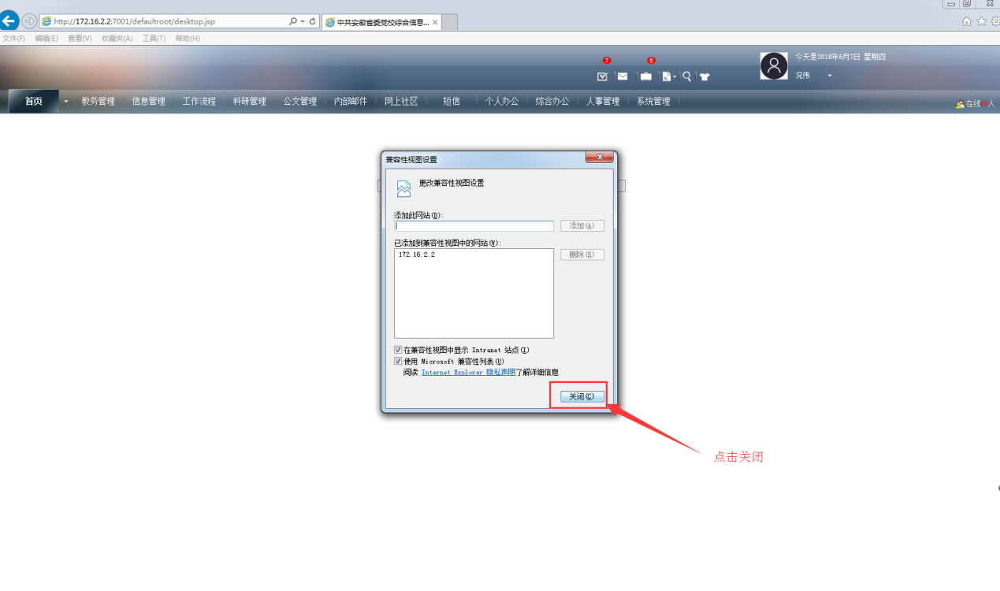 http://172.16.2.2:7001/defaultroot/desktop.jsp
中共安徽省委党校综合信息...
文件(F) 编辑(E) 查看(V) 收藏夹(A) 工具(T) 帮助(H)
7 6
今天是2018年6月7日 星期四
况伟
首页 教务管理 信息管理 工作流程 科研管理 公文管理 内部邮件 网上社区 短信 个人办公 综合办公 人事管理 系统管理
在线 人
兼容性视图设置
更改兼容性视图设置
添加此网站(D):
添加(A)
已添加到兼容性视图中的网站(W):
172.16.2.2
删除(R)
在兼容性视图中显示 Intranet 站点(I)
使用 Microsoft 兼容性列表(U)
阅读 Internet Explorer 隐私声明了解详细信息
关闭(C)
点击关闭